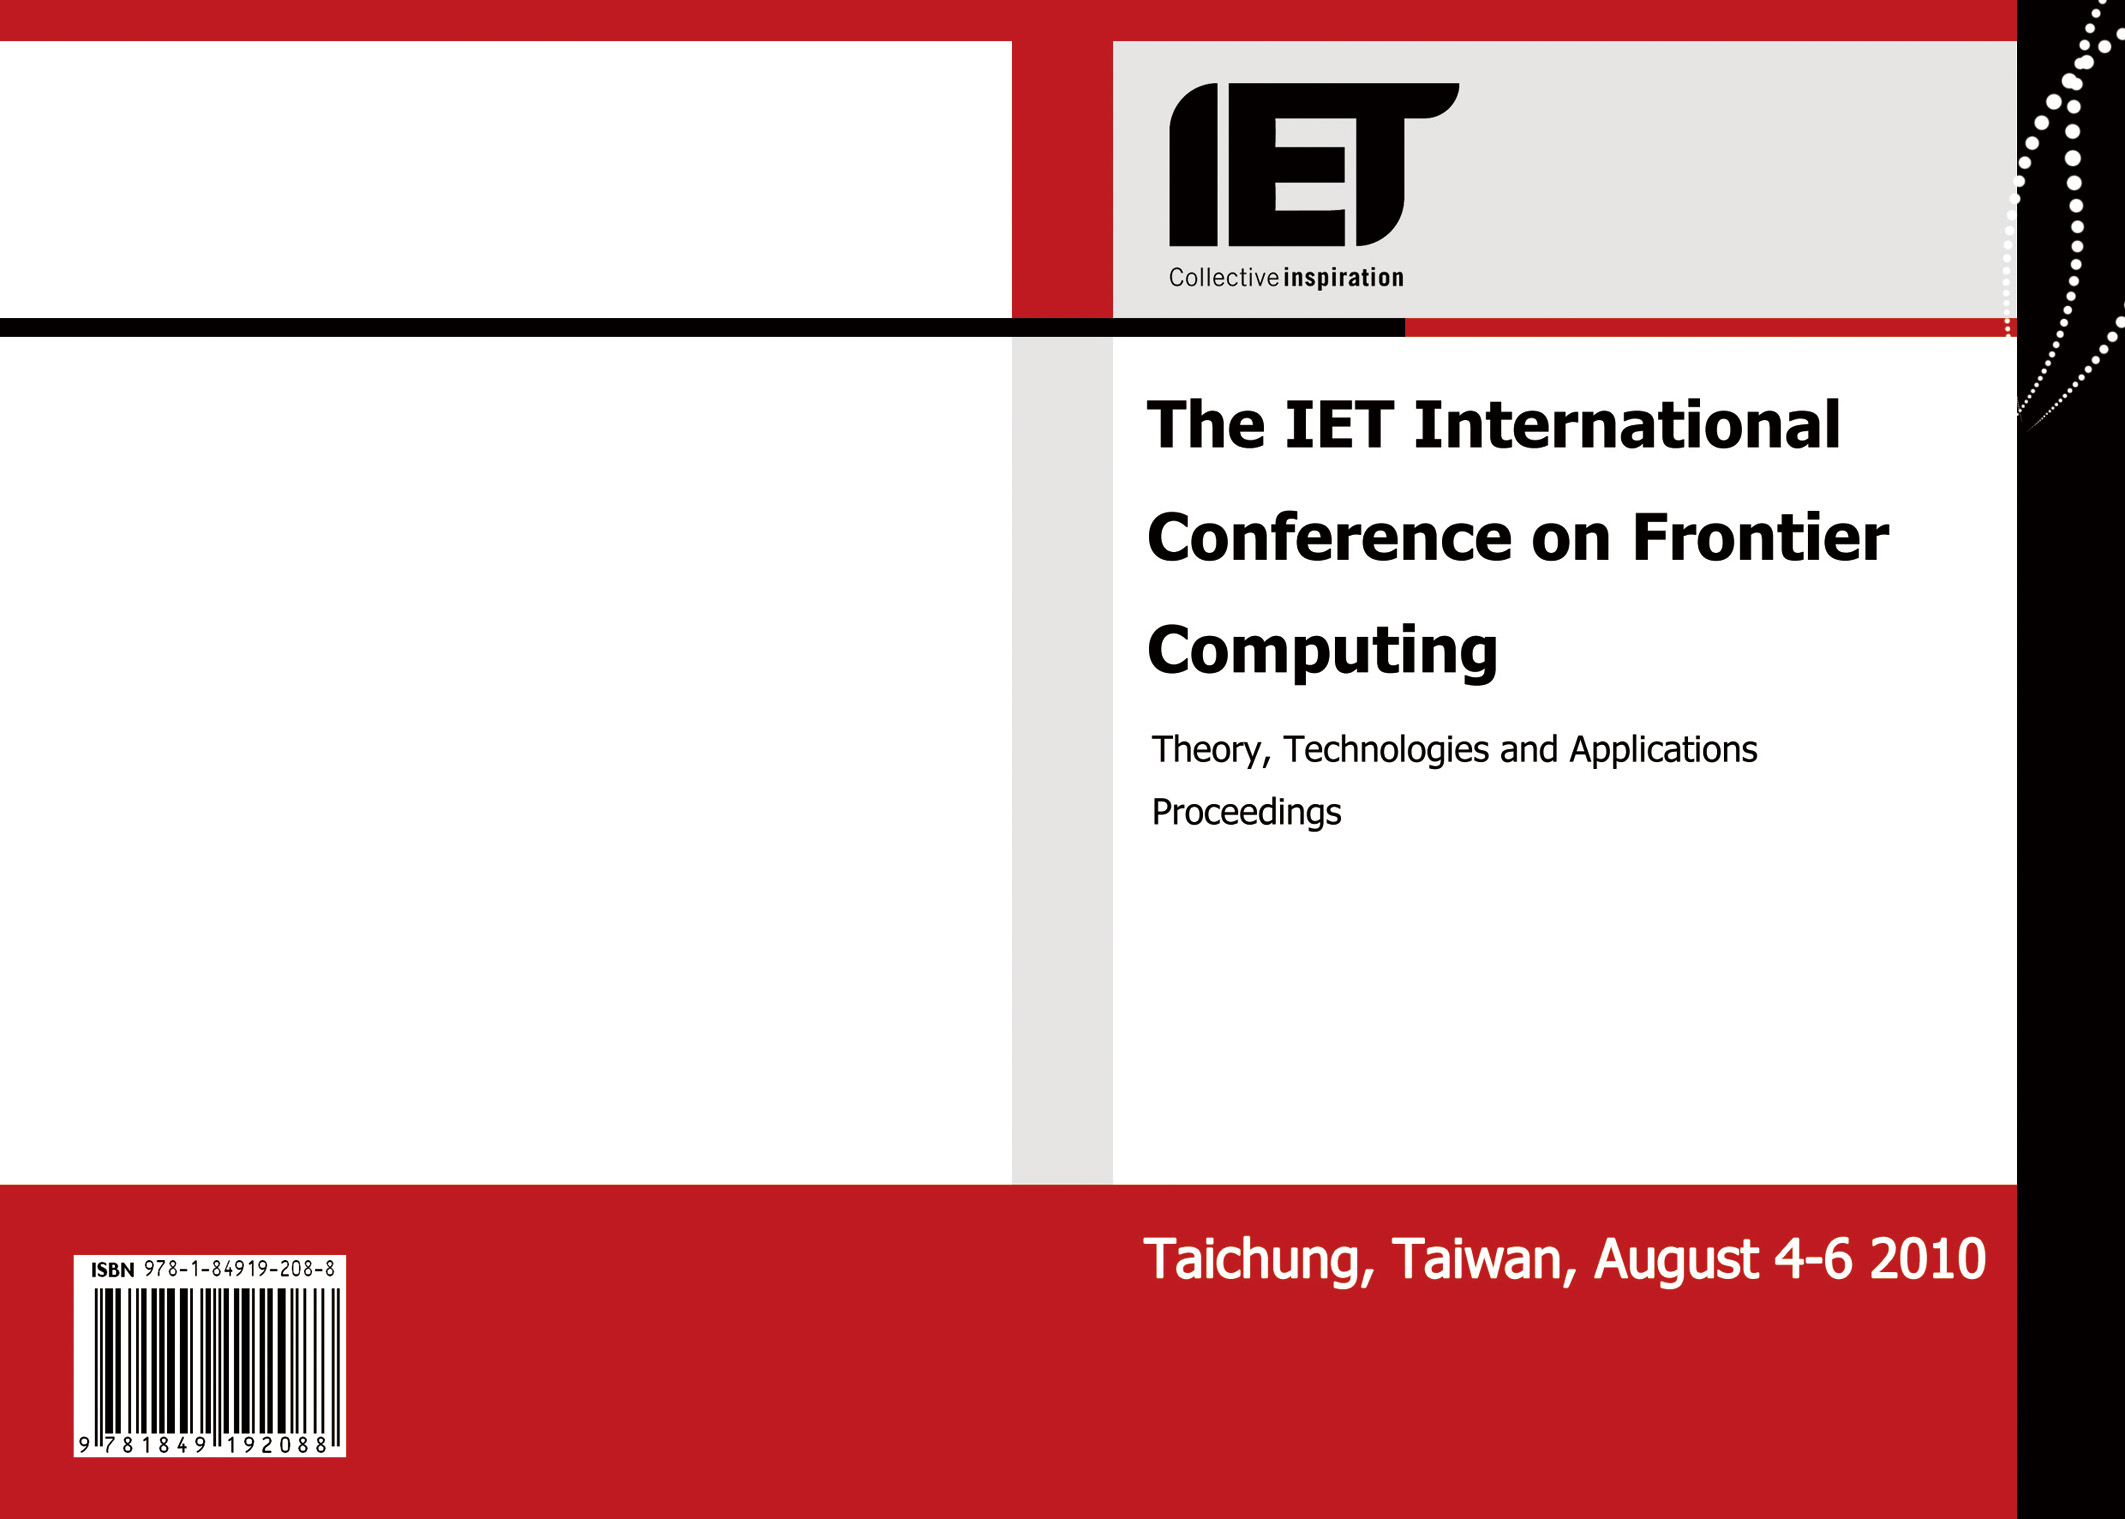 IET
Collective inspiration
The IET International
Conference on Frontier
Computing
Theory, Technologies and Applications
Proceedings
Taichung, Taiwan, August 4-6 2010
ISBN 978-1-84919-208-8
9 781849 192088